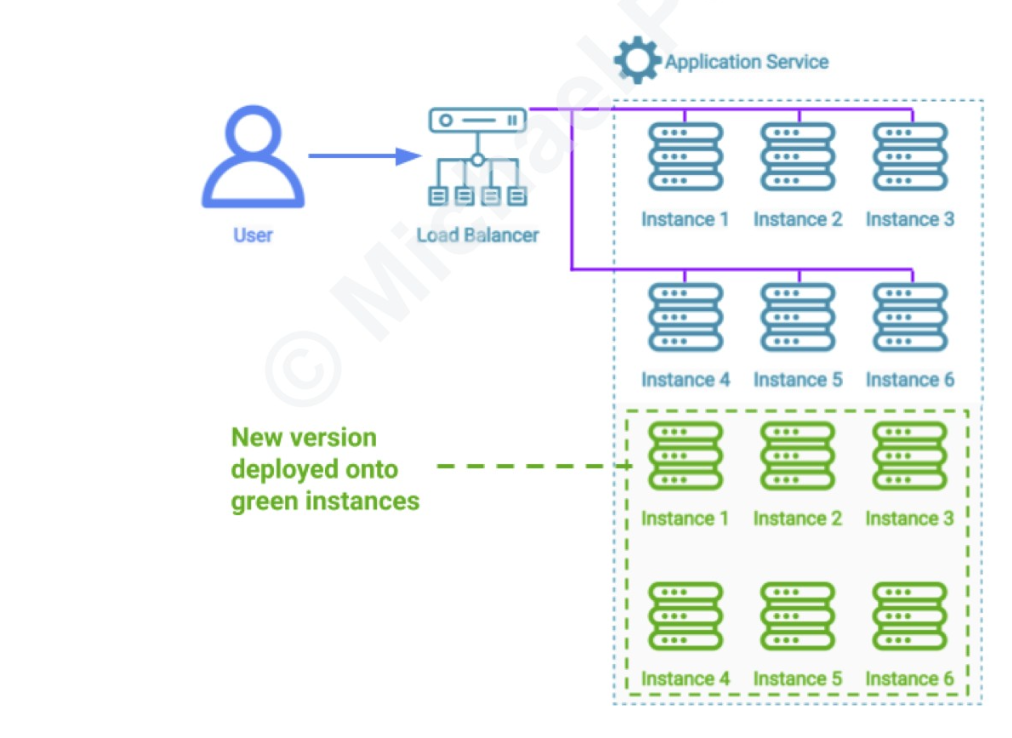 Application Service
User
Load Balancer
Instance 1 Instance 2 Instance 3
Instance 4 Instance 5 Instance 6
New version
deployed onto
green instances
Instance 1 Instance 2 Instance 3
Instance 4 Instance 5 Instance 6
© Michael P